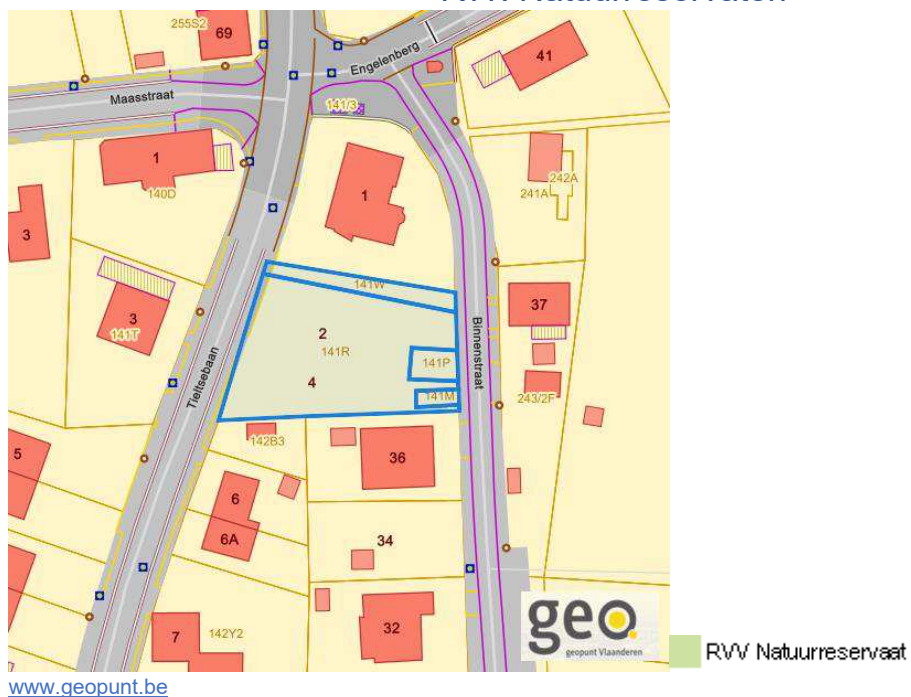 RVV Natuurreservaten
255S2
69
Engelenberg
41
Maasstraat
141/3
1
140D
1
242A
241A
3
141W
3
141T
2
141R
4
141P
141M
37
Binnenstraat
243/2F
Tieltsebaan
142B3
5
36
6
6A
34
32
7
142Y2
geo.
geopunt Vlaanderen
RVV Natuurreservaat
www.geopunt.be